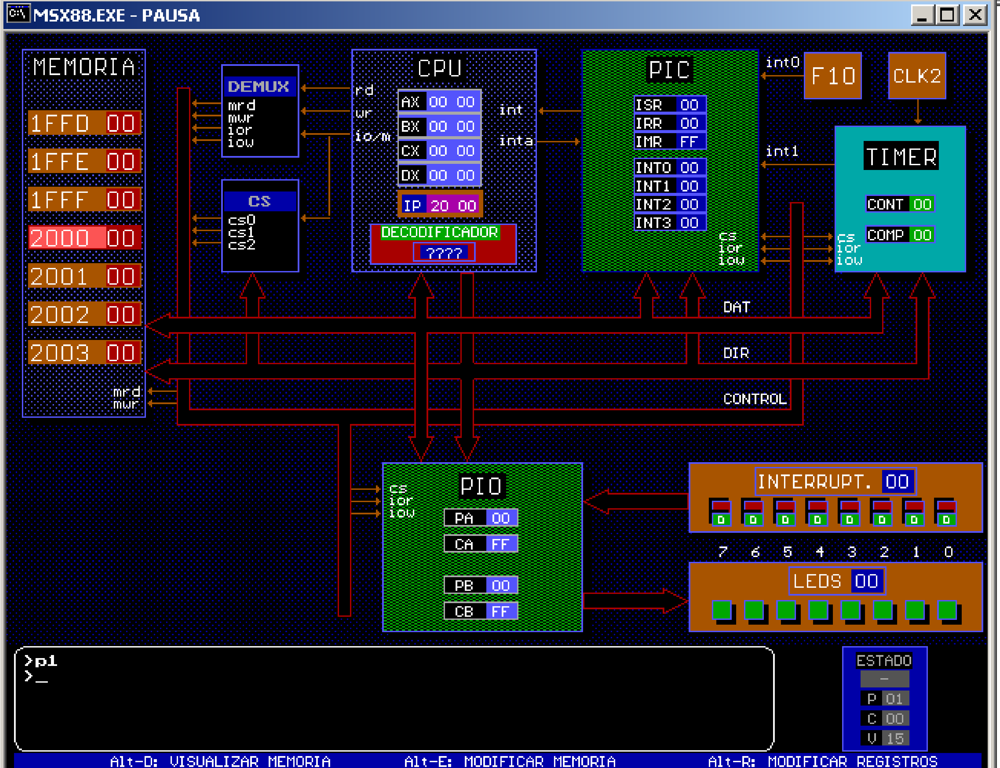 C:\ MSX88.EXE - PAUSA
MEMORIA
1FFD 00
1FFE 00
1FFF 00
2000 00
2001 00
2002 00
2003 00
mrd
mwr
DEMUX
mrd
mwr
ior
iow
CS
cs0
cs1
cs2
CPU
rd
wr
io/m
AX 00 00
BX 00 00
CX 00 00
DX 00 00
IP 20 00
DECODIFICADOR
????
int
inta
PIC
ISR 00
IRR 00
IMR FF
INT0 00
INT1 00
INT2 00
INT3 00
cs
ior
iow
int0
F10
CLK2
int1
TIMER
CONT 00
COMP 00
cs
ior
iow
DAT
DIR
CONTROL
PIO
cs
ior
iow
PA 00
CA FF
PB 00
CB FF
INTERRUPT. 00
0 0 0 0 0 0 0 0
7 6 5 4 3 2 1 0
LEDS 00
>p1
>_
ESTADO
-
P 01
C 00
V 15
Alt-D: VISUALIZAR MEMORIA Alt-E: MODIFICAR MEMORIA Alt-R: MODIFICAR REGISTROS